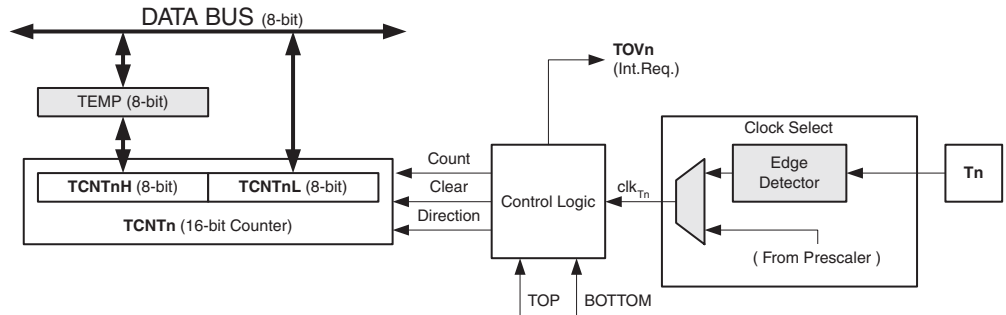 DATA BUS (8-bit)
TOVn
(Int.Req.)
TEMP (8-bit)
Clock Select
Count
Edge
Detector
Tn
TCNTnH (8-bit)
TCNTnL (8-bit)
Clear
Control Logic
clkTn
TCNTn (16-bit Counter)
Direction
( From Prescaler )
TOP
BOTTOM